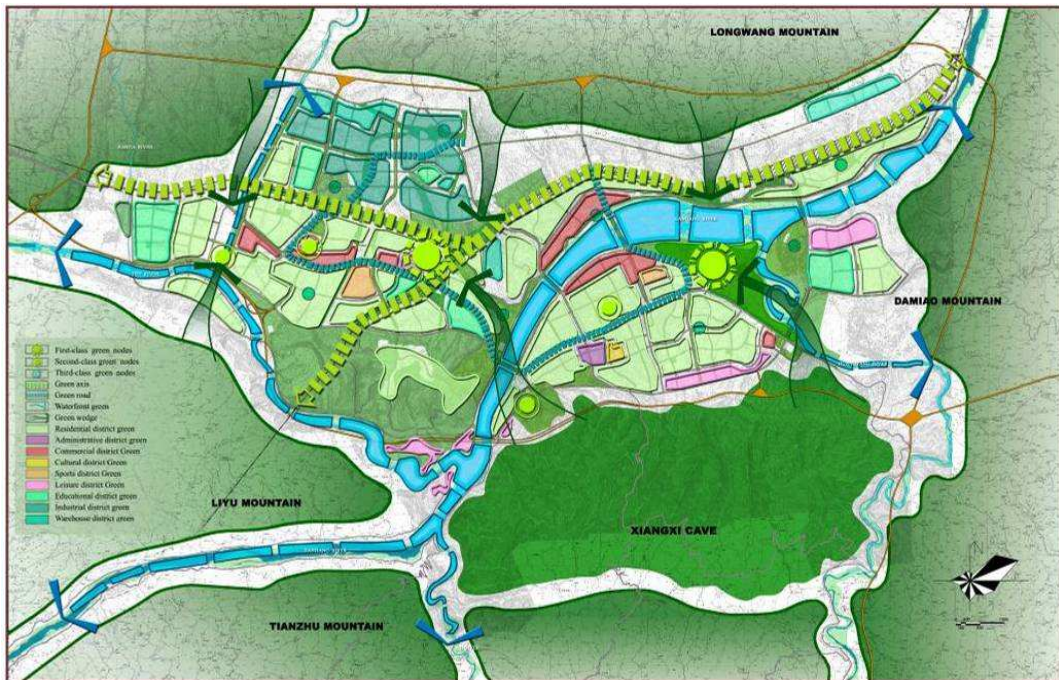 LONGWANG MOUNTAIN
DAMIAO MOUNTAIN
First-class green nodes
Second-class green nodes
Third-class green nodes
Green axis
Green road
Waterfront green
Green wedge
Residential district green
Administrative district green
Commercial district Green
Cultural district Green
Sports district Green
Leisure district Green
Educational district green
Industrial district green
Warehouse district green
LIYU MOUNTAIN
XIANGXI CAVE
TIANZHU MOUNTAIN